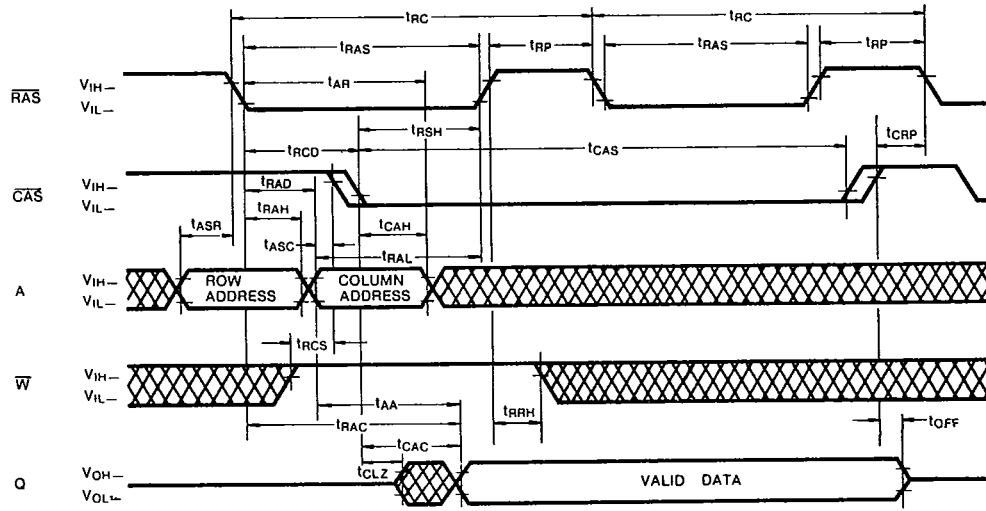 tRC tRC
tRAS tRP tRAS tRP
tAR
RAS VIH
VIL
tRSH
tRCD tCAS tCRP
CAS VIH
VIL
tRAD
tRAH
tASR
tASC tCAH
tRAL
A VIH
VIL
ROW ADDRESS
COLUMN ADDRESS
tRCS
W VIH
VIL
tAA
tRAC tRRH tOFF
tCAC
tCLZ
Q VOH
VOL
VALID DATA